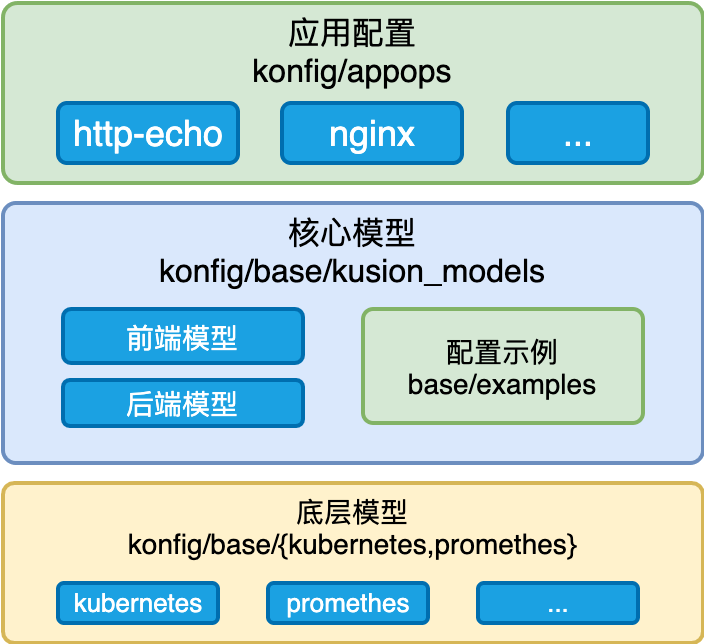 应用配置
konfig/appops
http-echo
nginx
...
核心模型
konfig/base/kusion_models
前端模型
后端模型
配置示例
base/examples
底层模型
konfig/base/{kubernetes,promethes}
kubernetes
promethes
...